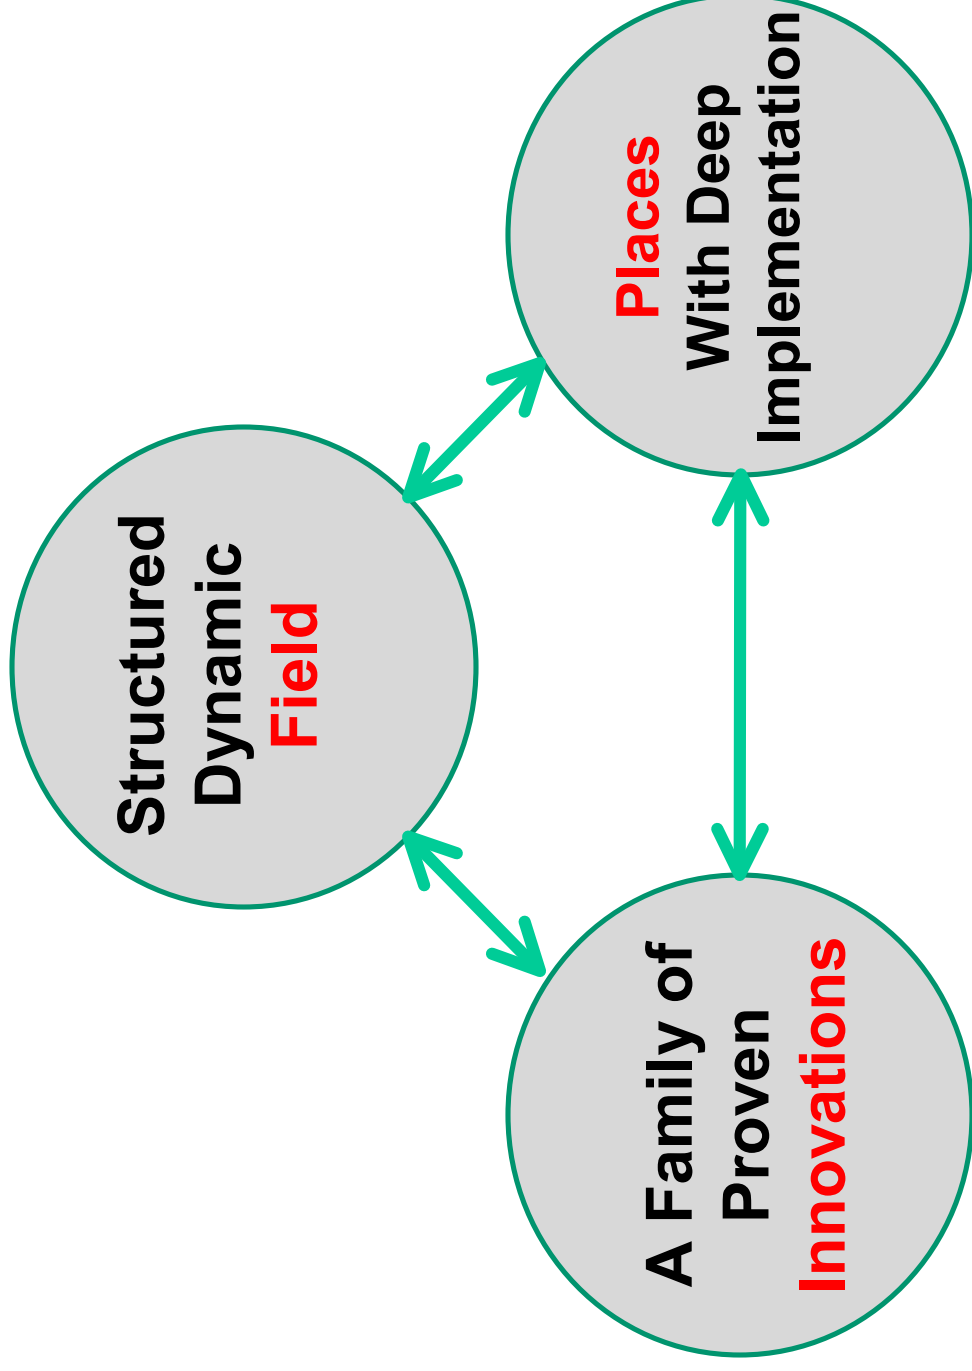 Structured
Dynamic
Field
A Family of
Proven
Innovations
Places
With Deep
Implementation